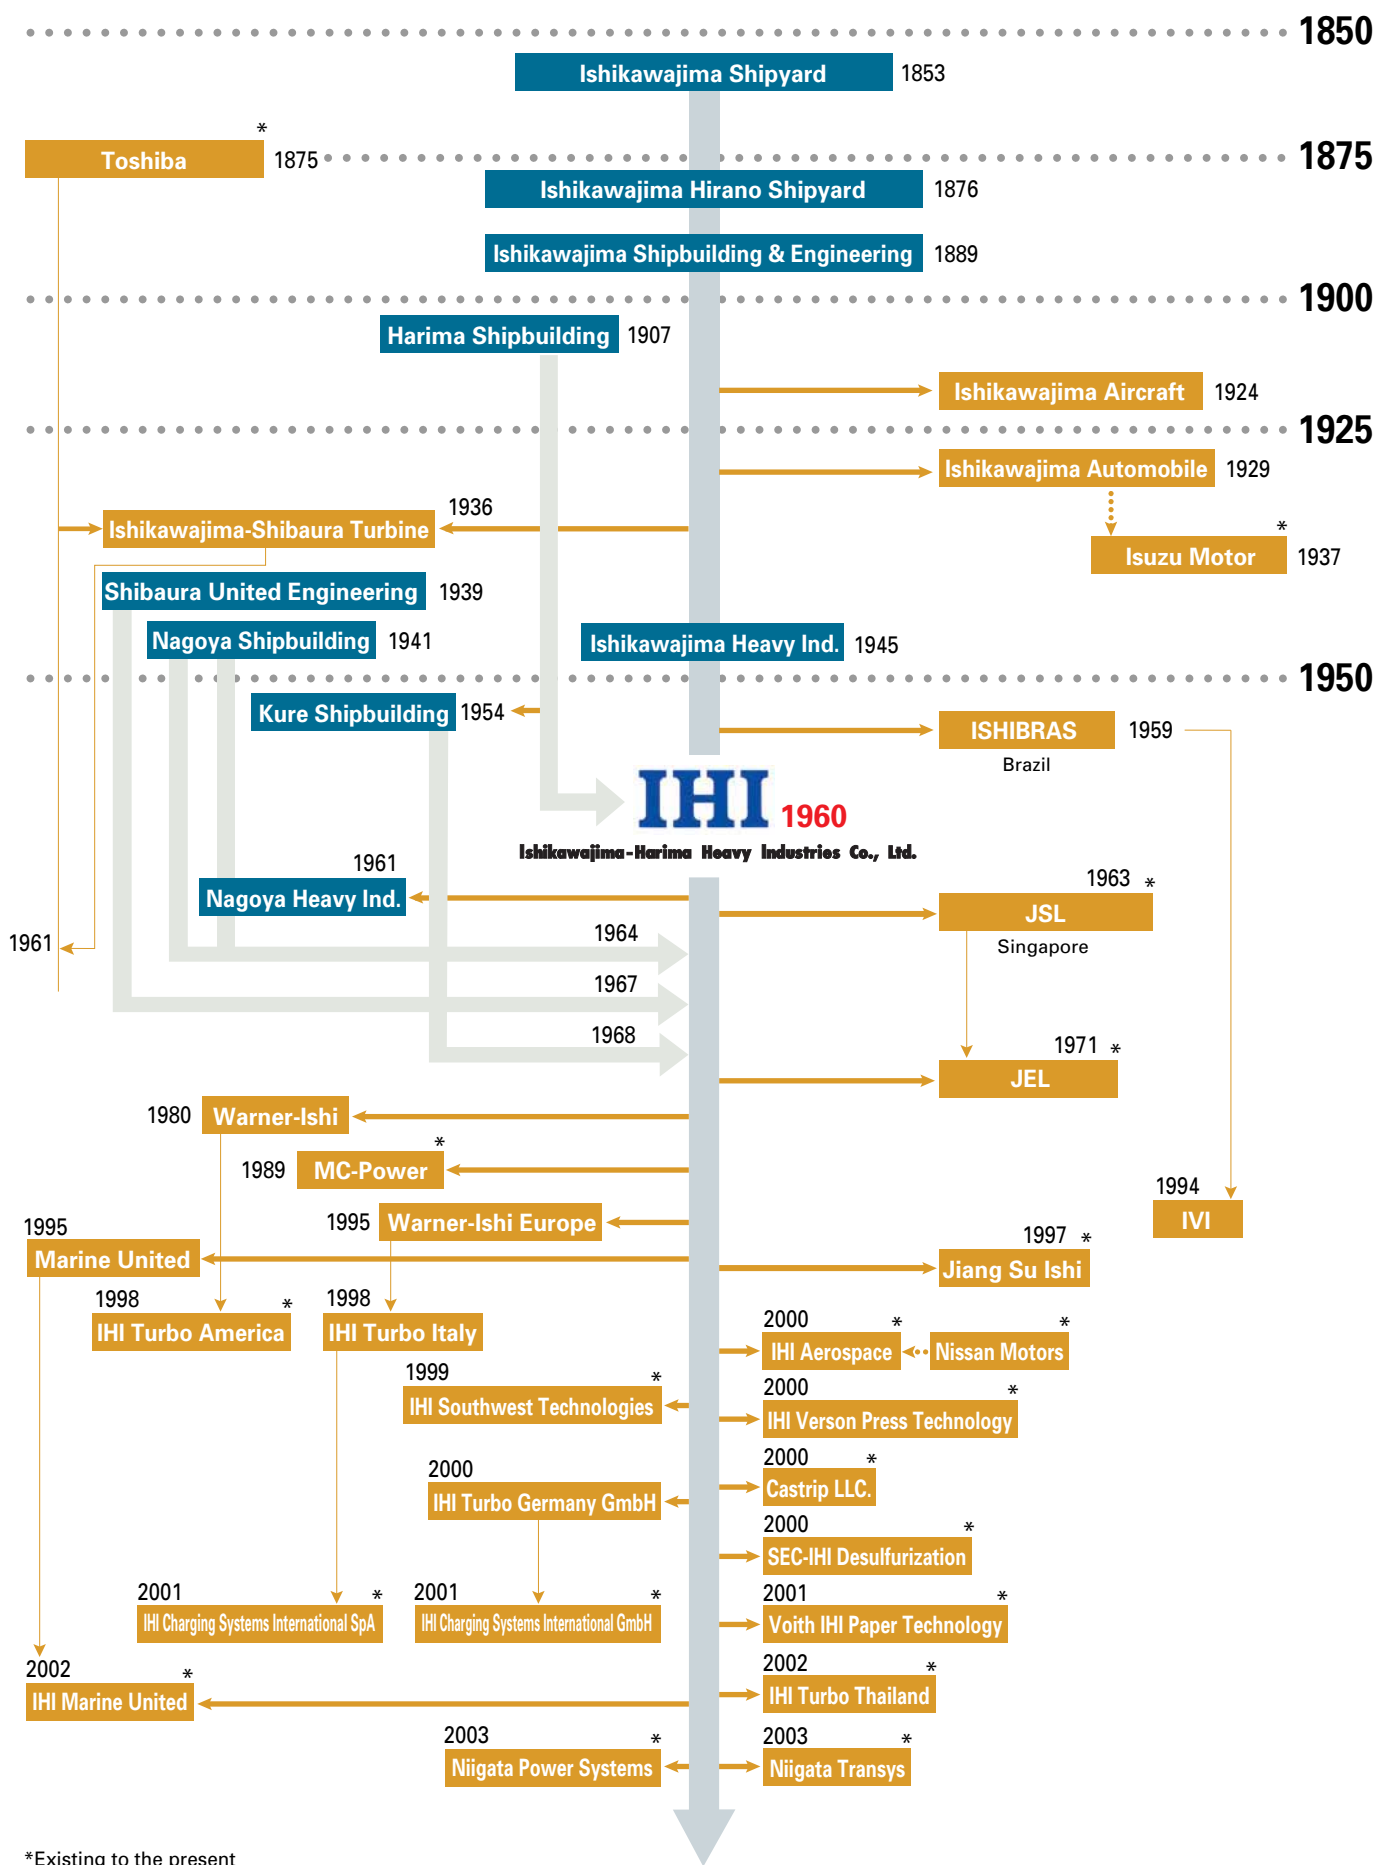 1850
Ishikawajima Shipyard 1853
*
Toshiba 1875
1875
Ishikawajima Hirano Shipyard 1876
Ishikawajima Shipbuilding & Engineering 1889
1900
Harima Shipbuilding 1907
Ishikawajima Aircraft 1924
1925
Ishikawajima Automobile 1929
1936
Ishikawajima-Shibaura Turbine
*
Isuzu Motor 1937
Shibaura United Engineering 1939
Nagoya Shipbuilding 1941
Ishikawajima Heavy Ind. 1945
1950
Kure Shipbuilding 1954
ISHIBRAS 1959
Brazil
IHI 1960
Ishikawajima-Harima Heavy Industries Co., Ltd.
1961
Nagoya Heavy Ind.
1963 *
JSL
Singapore
1961
1964
1967
1968
1971 *
JEL
1980 Warner-Ishi
*
1989 MC-Power
1994
IVI
1995 Warner-Ishi Europe
1995
Marine United
1997 *
Jiang Su Ishi
1998 *
IHI Turbo America
1998
IHI Turbo Italy
2000 * *
IHI Aerospace Nissan Motors
1999 *
IHI Southwest Technologies
2000 *
IHI Verson Press Technology
2000 *
Castrip LLC.
2000
IHI Turbo Germany GmbH
2000 *
SEC-IHI Desulfurization
2001 *
IHI Charging Systems International SpA
2001 *
IHI Charging Systems International GmbH
2001 *
Voith IHI Paper Technology
2002 *
IHI Marine United
2002 *
IHI Turbo Thailand
2003 *
Niigata Power Systems
2003 *
Niigata Transys
*Existing to the present